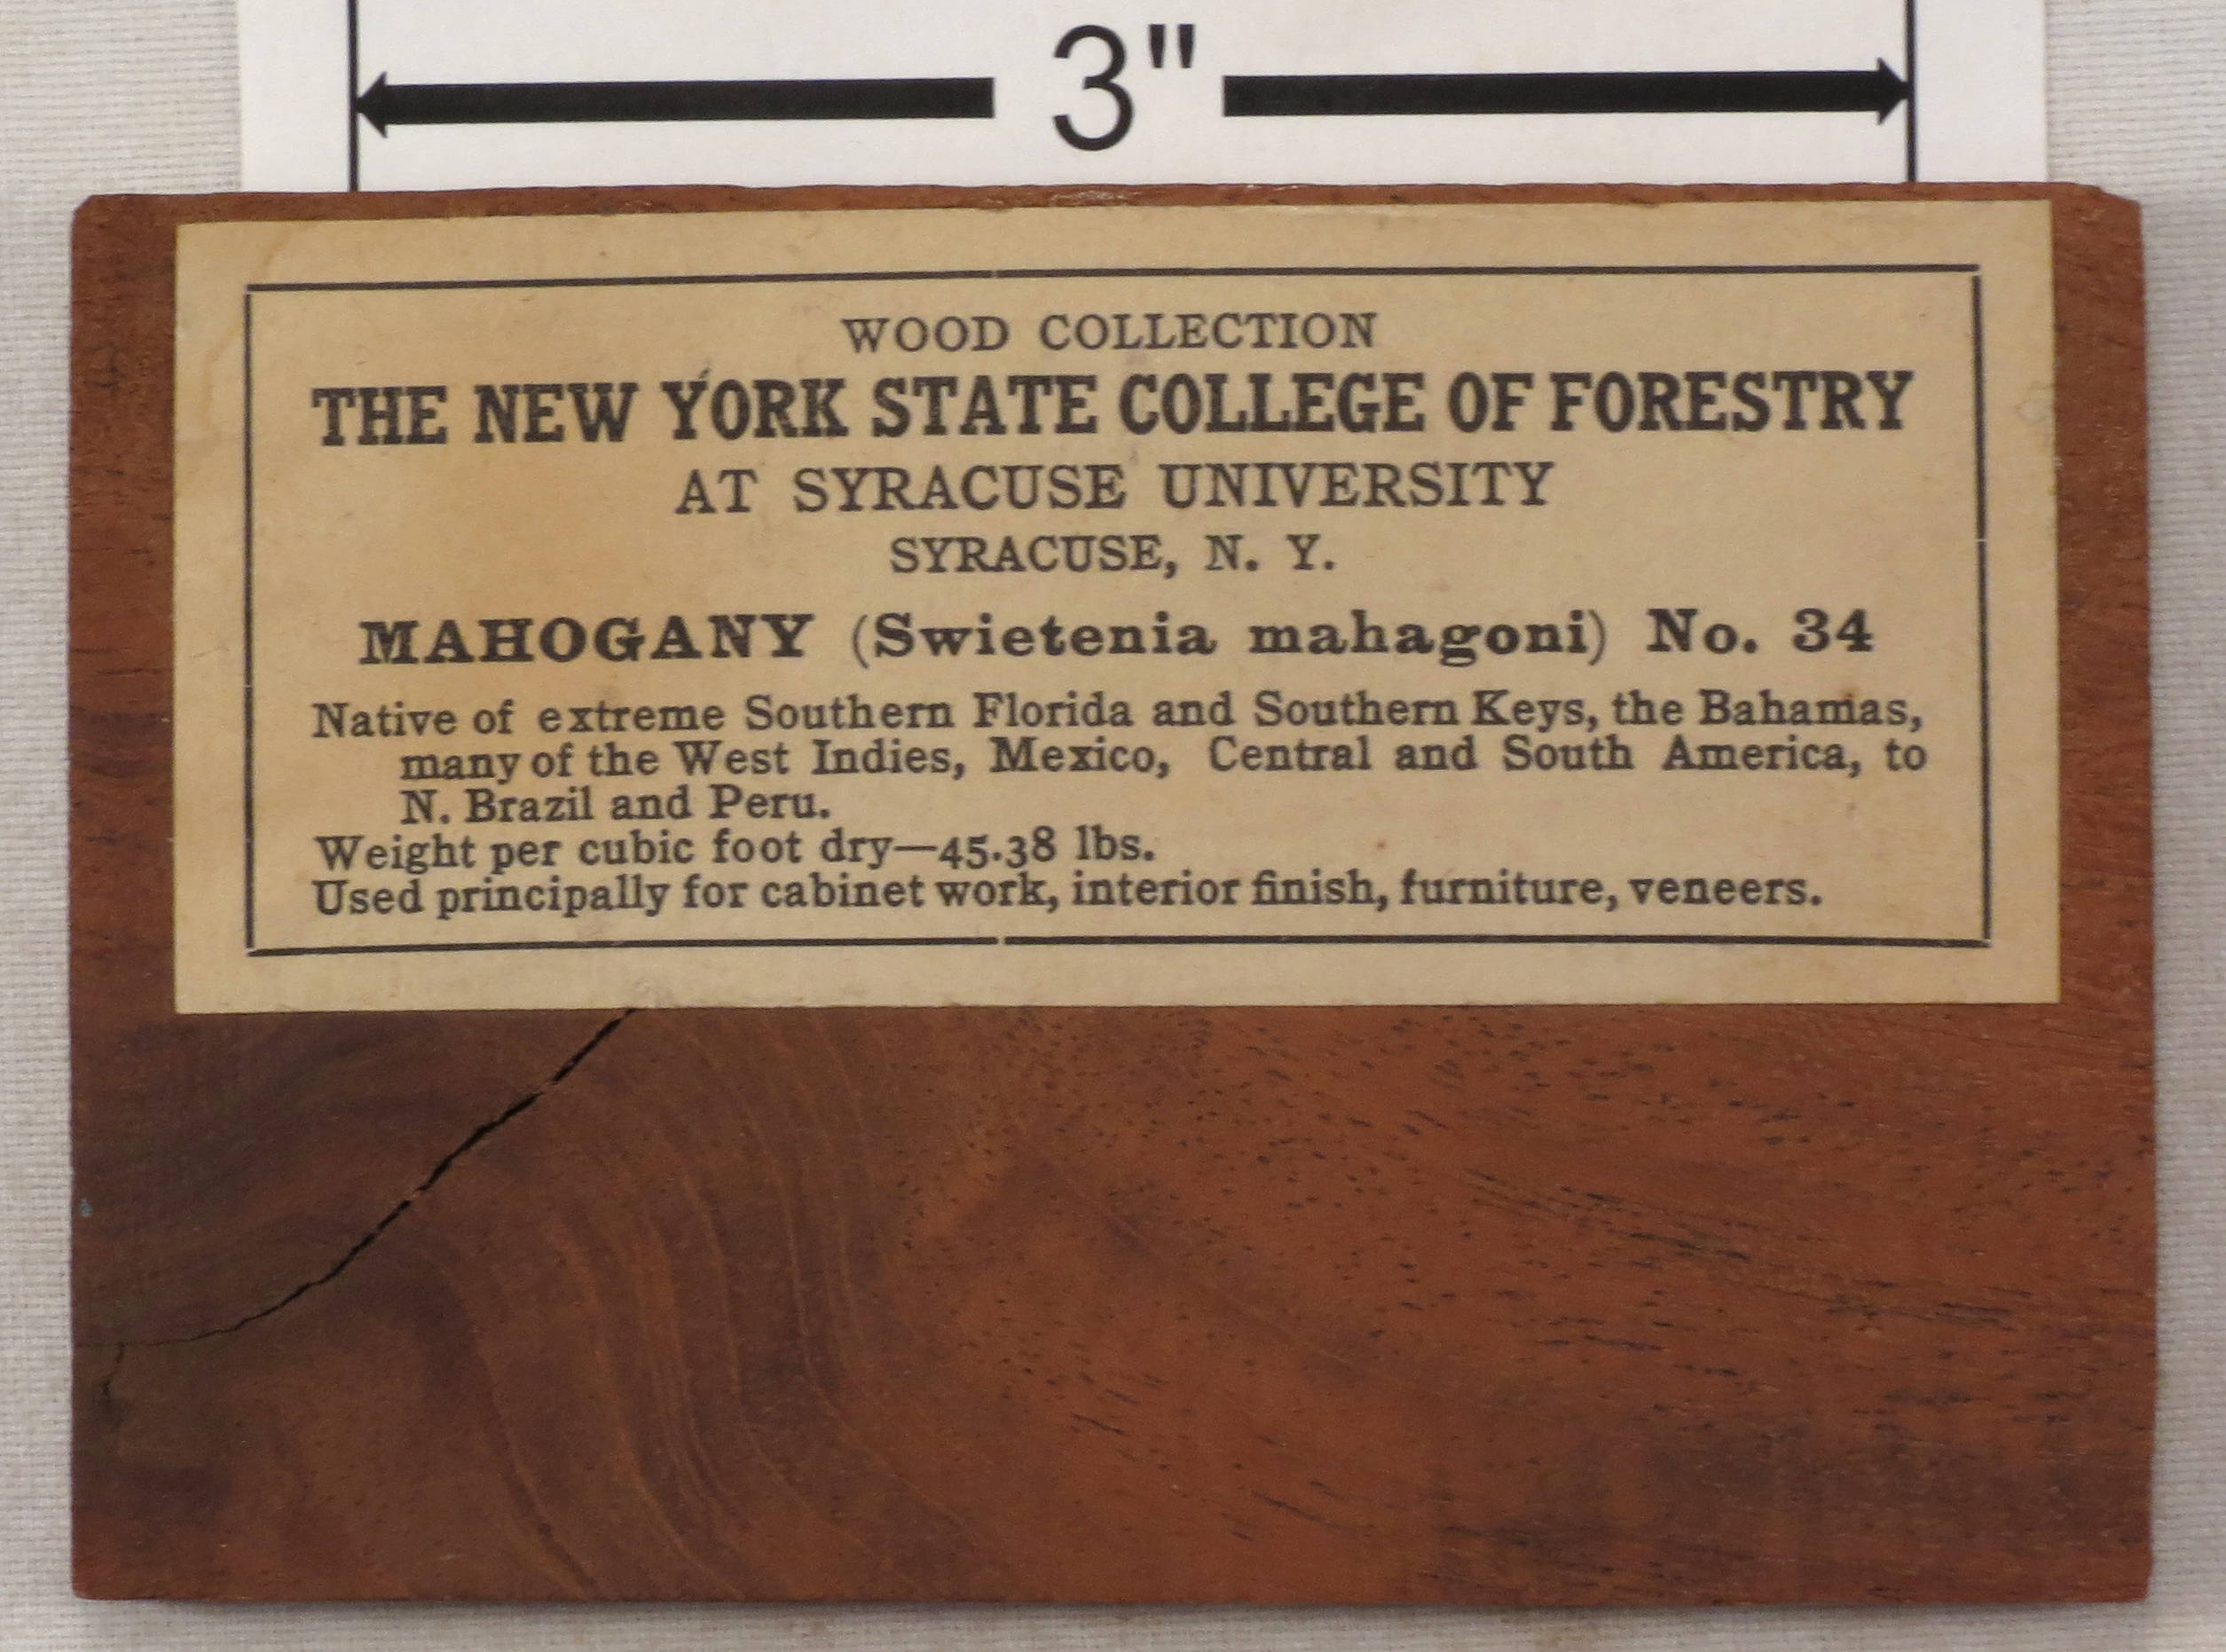 3"
WOOD COLLECTION
THE NEW YORK STATE COLLEGE OF FORESTRY
AT SYRACUSE UNIVERSITY
SYRACUSE, N. Y.
MAHOGANY (Swietenia mahagoni) No. 34
Native of extreme Southern Florida and Southern Keys, the Bahamas,
many of the West Indies, Mexico, Central and South America, to
N. Brazil and Peru.
Weight per cubic foot dry—45.38 lbs.
Used principally for cabinet work, interior finish, furniture, veneers.